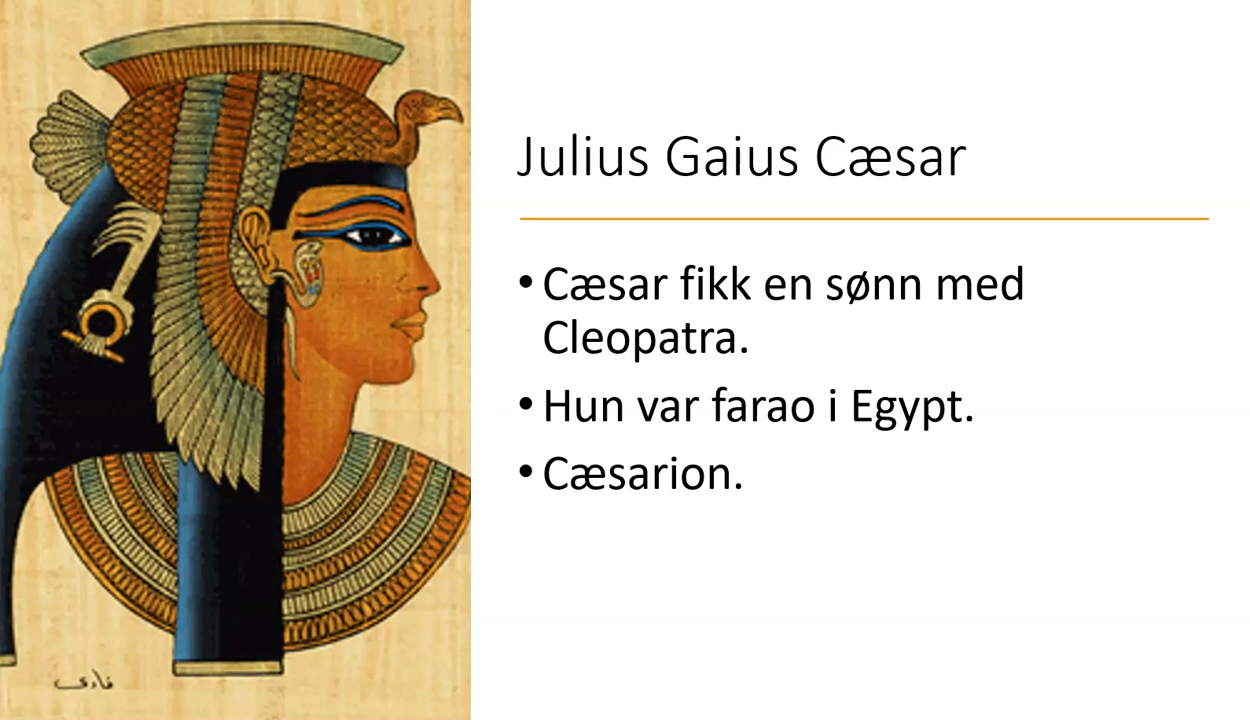 Julius Gaius Cæsar
• Cæsar fikk en sønn med
Cleopatra.
• Hun var farao i Egypt.
• Cæsarion.